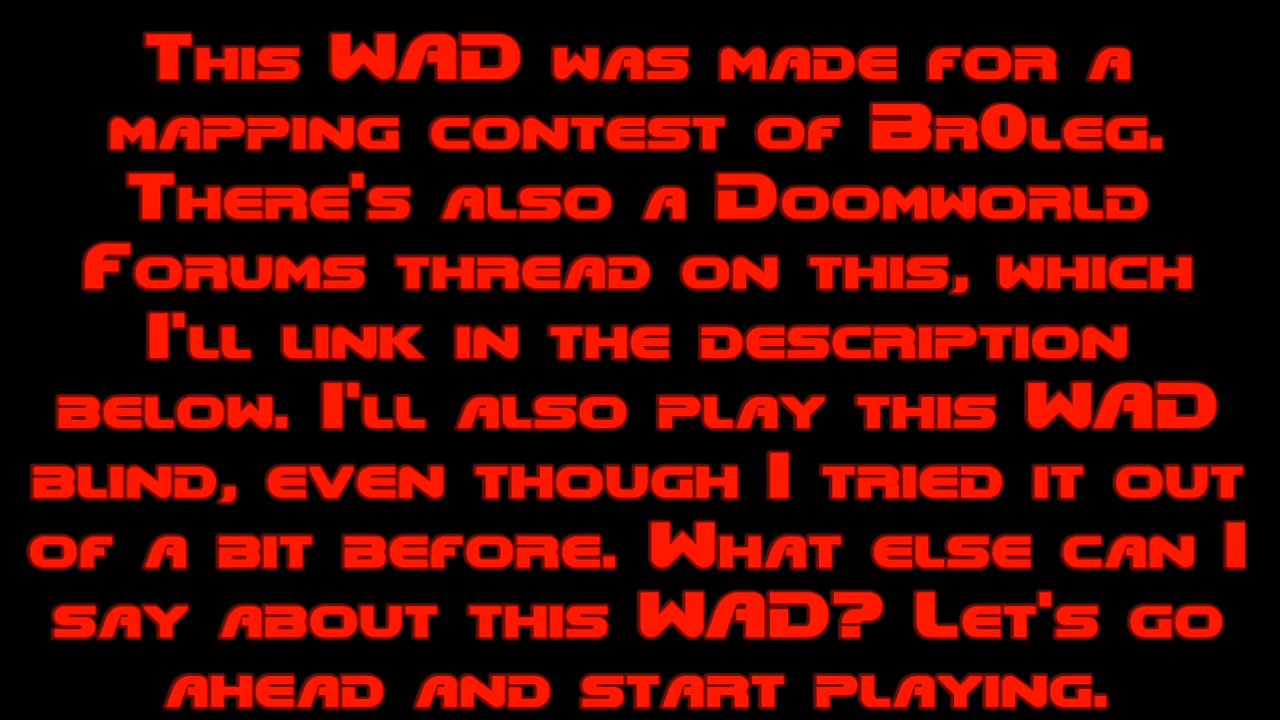 This WAD was made for a
mapping contest of Br0leg.
There's also a Doomworld
Forums thread on this, which
I'll link in the description
below. I'll also play this WAD
blind, even though I tried it out
of a bit before. What else can I
say about this WAD? Let's go
ahead and start playing.